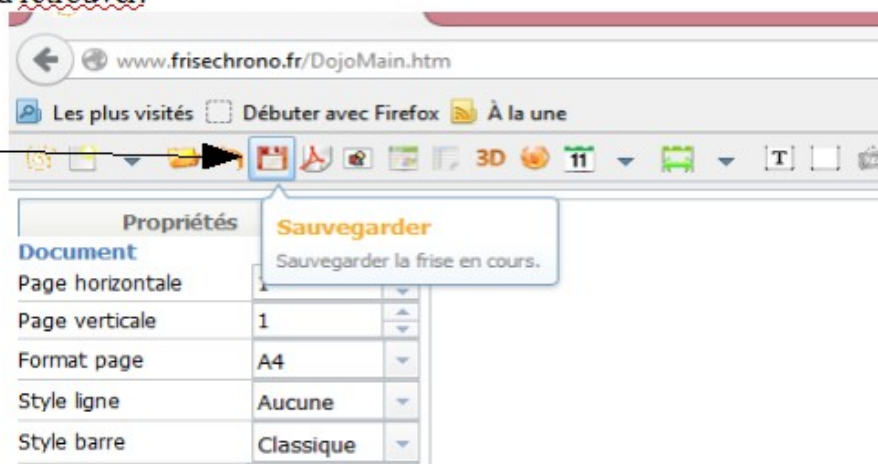 retrouver.
www.frisechrono.fr/DojoMain.htm
Les plus visités Débuter avec Firefox À la une
3D 11 T
Propriétés
Sauvegarder
Sauvegarder la frise en cours.
Document
Page horizontale 1
Page verticale 1
Format page A4
Style ligne Aucune
Style barre Classique